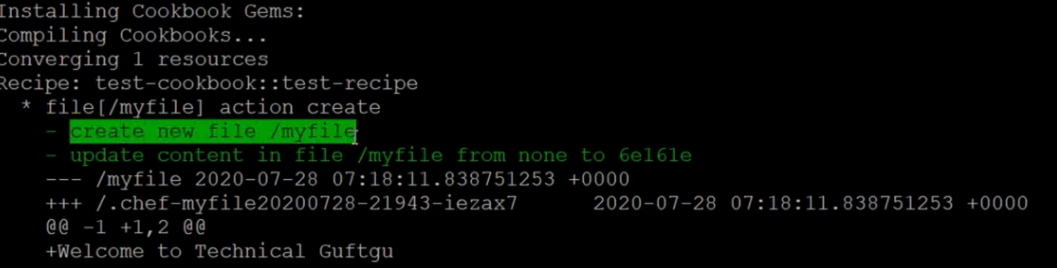 Installing Cookbook Gems:
Compiling Cookbooks...
Converging 1 resources
Recipe: test-cookbook::test-recipe
  * file[/myfile] action create
    - create new file /myfile
    - update content in file /myfile from none to 6e161e
    --- /myfile 2020-07-28 07:18:11.838751253 +0000
    +++ /.chef-myfile20200728-21943-iezax7      2020-07-28 07:18:11.838751253 +0000
    @@ -1 +1,2 @@
    +Welcome to Technical Guftgu